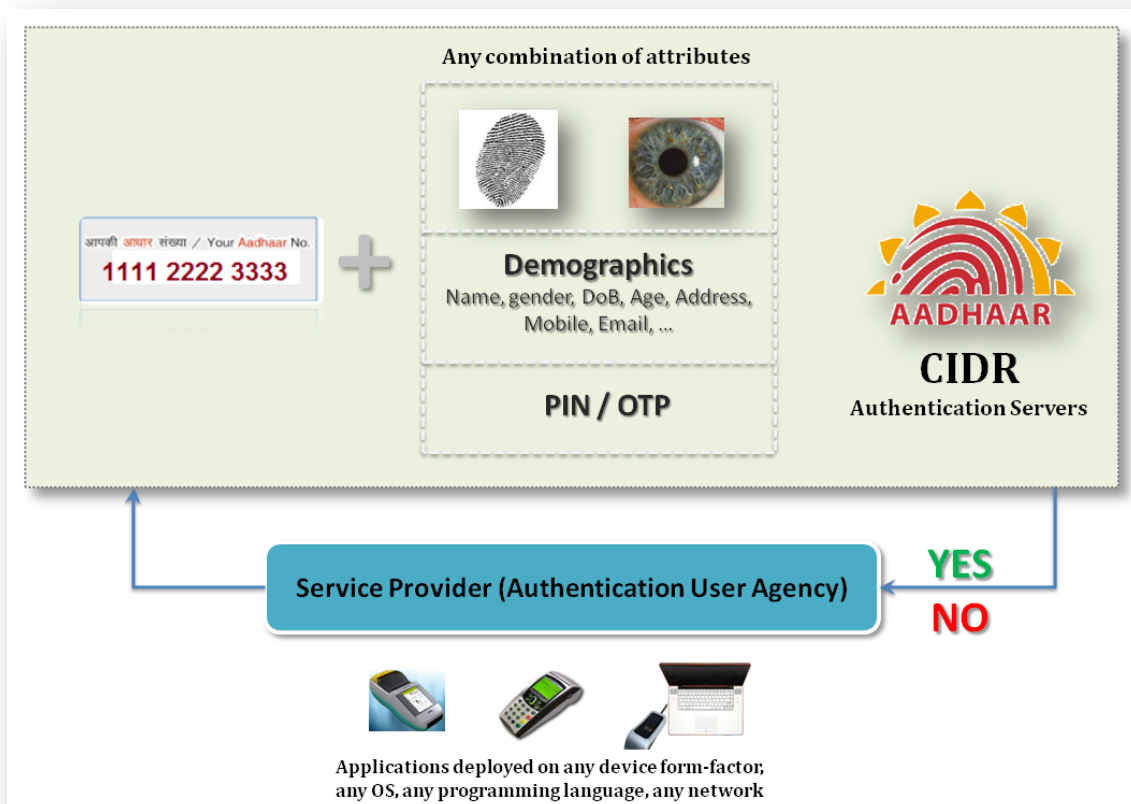 Any combination of attributes
आपकी आधार संख्या / Your Aadhaar No.
1111 2222 3333
Demographics
Name, gender, DoB, Age, Address,
Mobile, Email, ...
PIN / OTP
AADHAAR
CIDR
Authentication Servers
Service Provider (Authentication User Agency)
YES
NO
Applications deployed on any device form-factor,
any OS, any programming language, any network